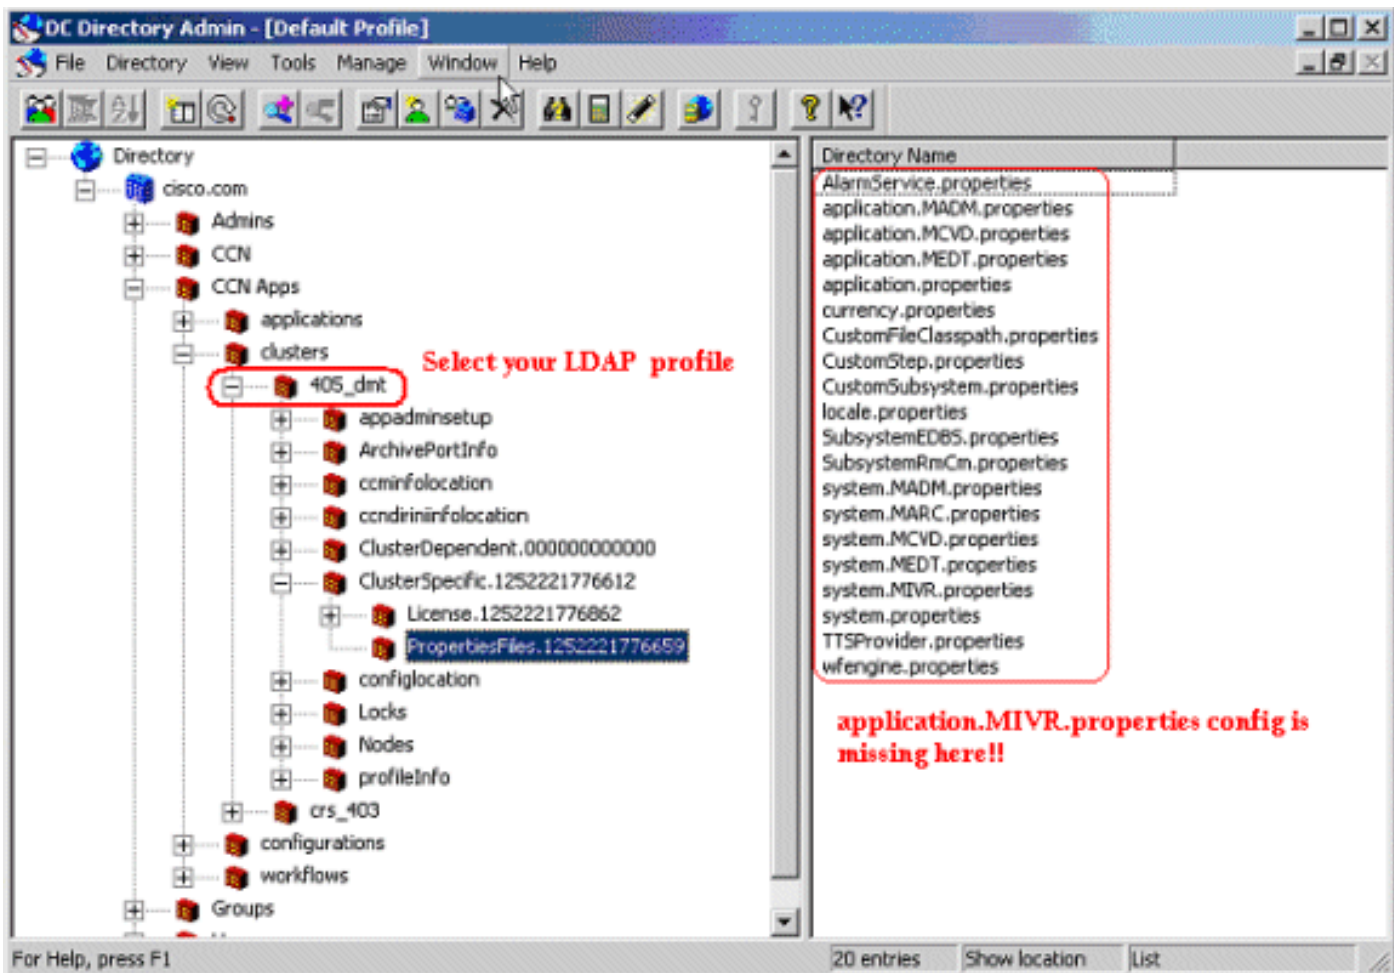 DC Directory Admin - [Default Profile]
File Directory View Tools Manage Window Help
Directory
cisco.com
Admins
CCN
CCN Apps
applications
clusters
Select your LDAP profile
405_dmt
appadminsetup
ArchivePortInfo
ccminfolocation
ccndiriniinfolocation
ClusterDependent.000000000000
ClusterSpecific.1252221776612
License.1252221776862
PropertiesFiles.1252221776659
configlocation
Locks
Nodes
profileInfo
crs_403
configurations
workflows
Groups
Directory Name
AlarmService.properties
application.MADM.properties
application.MCVD.properties
application.MEDT.properties
application.properties
currency.properties
CustomFileClasspath.properties
CustomStep.properties
CustomSubsystem.properties
locale.properties
SubsystemEDBS.properties
SubsystemRmCm.properties
system.MADM.properties
system.MARC.properties
system.MCVD.properties
system.MEDT.properties
system.MIVR.properties
system.properties
TTSProvider.properties
wfengine.properties
application.MIVR.properties config is
missing here!!
For Help, press F1
20 entries
Show location
List